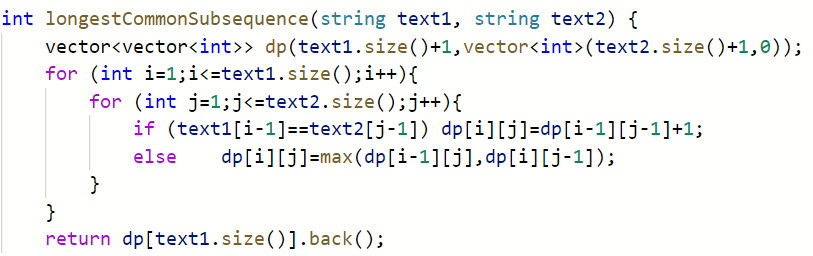 int longestCommonSubsequence(string text1, string text2) {
    vector<vector<int>> dp(text1.size()+1,vector<int>(text2.size()+1,0));
    for (int i=1;i<=text1.size();i++){
        for (int j=1;j<=text2.size();j++){
            if (text1[i-1]==text2[j-1]) dp[i][j]=dp[i-1][j-1]+1;
            else    dp[i][j]=max(dp[i-1][j],dp[i][j-1]);
        }
    }
    return dp[text1.size()].back();